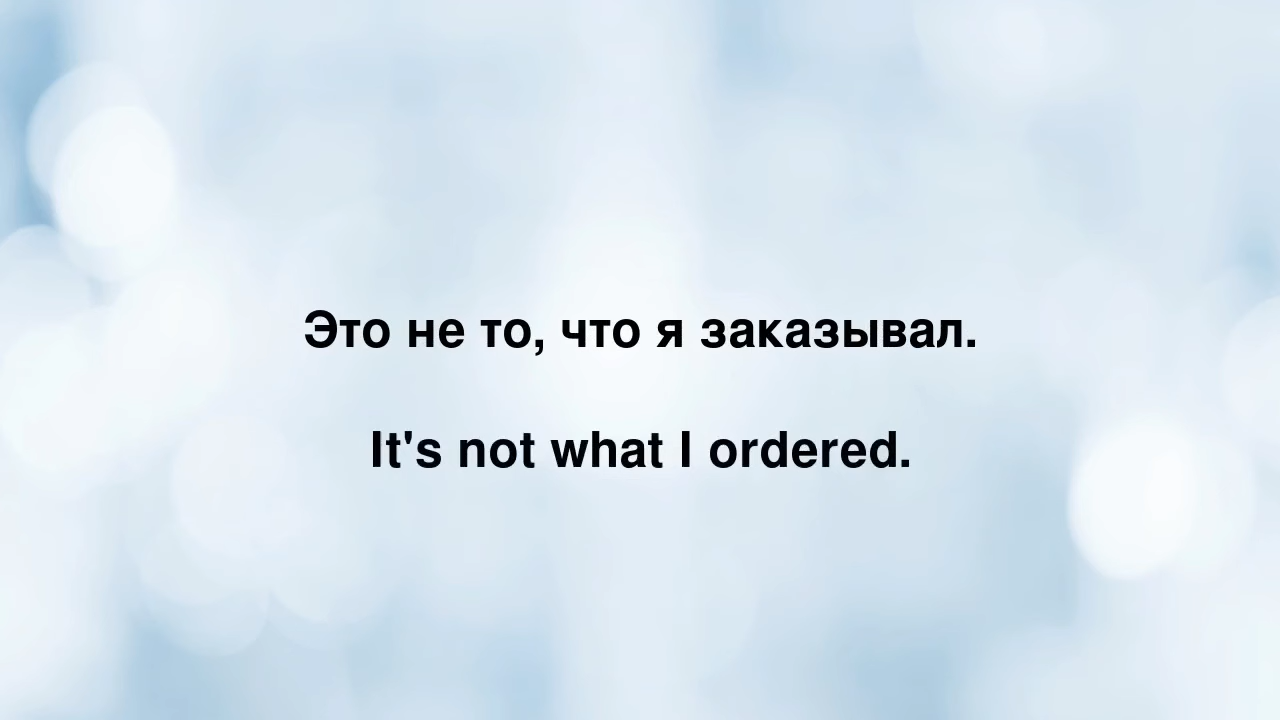 Это не то, что я заказывал.
It's not what I ordered.